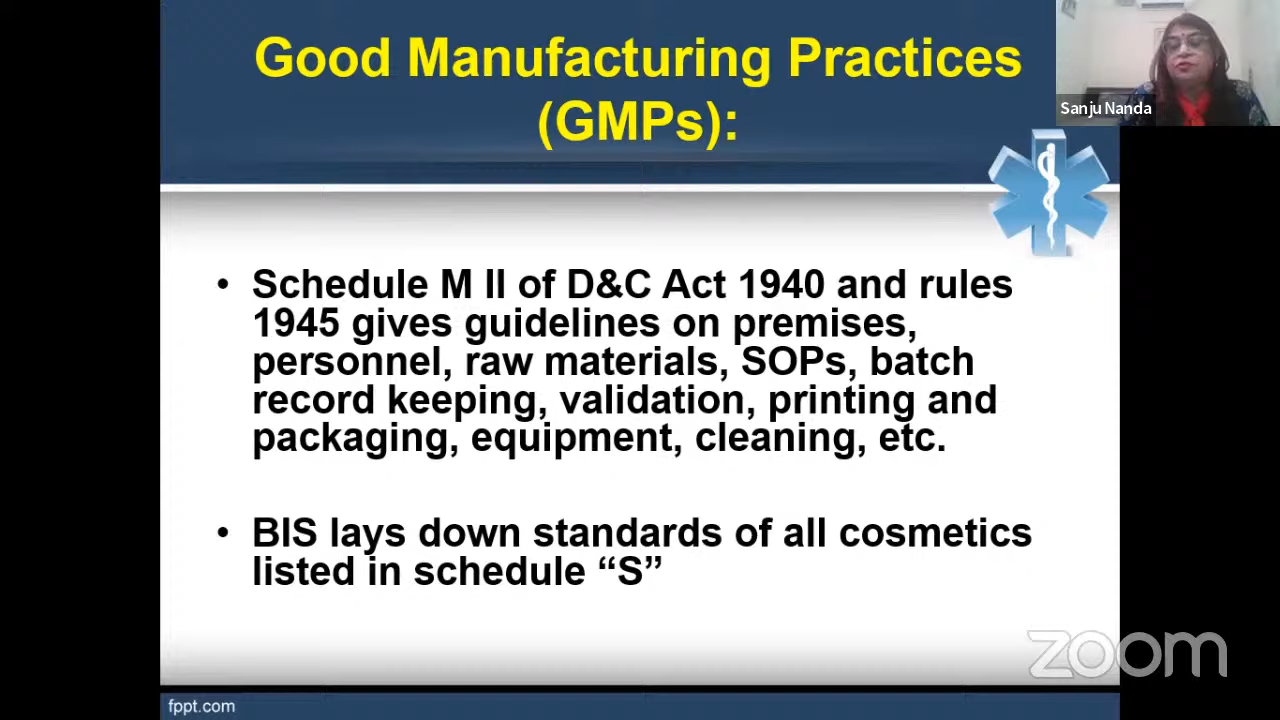 Good Manufacturing Practices
(GMPs):
Sanju Nanda
• Schedule M II of D&C Act 1940 and rules
1945 gives guidelines on premises,
personnel, raw materials, SOPs, batch
record keeping, validation, printing and
packaging, equipment, cleaning, etc.
• BIS lays down standards of all cosmetics
listed in schedule “S”
zoom
fppt.com